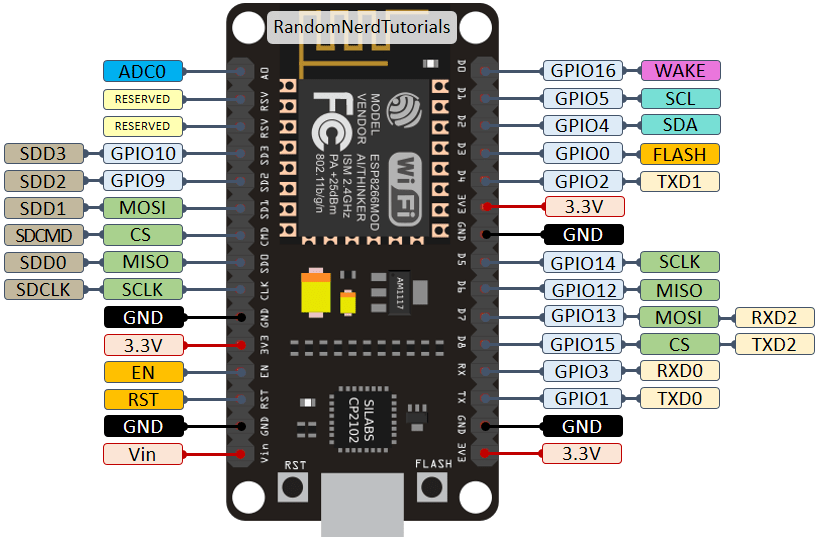 RandomNerdTutorials
ADC0
RESERVED
RESERVED
SDD3 GPIO10
SDD2 GPIO9
SDD1 MOSI
SDCMD CS
SDD0 MISO
SDCLK SCLK
GND
3.3V
EN
RST
GND
Vin
A0
RSV
RSV
SD3
SD2
SD1
CMD
SD0
CLK
GND
3V3
EN
RST
GND
Vin
MODEL ESP8266MOD
VENDOR AI/THINKER
ISM 2.4GHz
PA +25dBm
802.11b/g/n
FC
Wi Fi
AM1117
SILABS
CP2102
RST
FLASH
D0
D1
D2
D3
D4
3V3
GND
D5
D6
D7
D8
RX
TX
GND
3V3
GPIO16 WAKE
GPIO5 SCL
GPIO4 SDA
GPIO0 FLASH
GPIO2 TXD1
3.3V
GND
GPIO14 SCLK
GPIO12 MISO
GPIO13 MOSI RXD2
GPIO15 CS TXD2
GPIO3 RXD0
GPIO1 TXD0
GND
3.3V